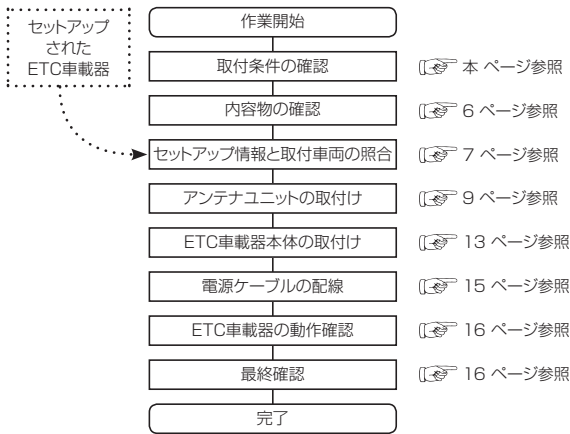 セットアップ
された
ETC車載器
作業開始
取付条件の確認
本 ページ参照
内容物の確認
6 ページ参照
セットアップ情報と取付車両の照合
7 ページ参照
アンテナユニットの取付け
9 ページ参照
ETC車載器本体の取付け
13 ページ参照
電源ケーブルの配線
15 ページ参照
ETC車載器の動作確認
16 ページ参照
最終確認
16 ページ参照
完了